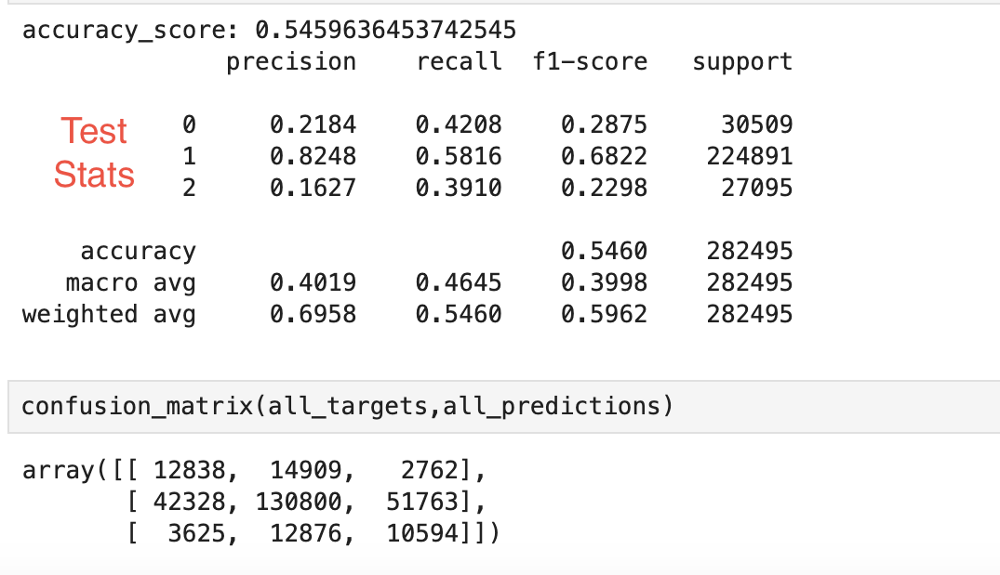 accuracy_score: 0.5459636453742545
precision recall f1-score support
Test
Stats
0 0.2184 0.4208 0.2875 30509
1 0.8248 0.5816 0.6822 224891
2 0.1627 0.3910 0.2298 27095
accuracy 0.5460 282495
macro avg 0.4019 0.4645 0.3998 282495
weighted avg 0.6958 0.5460 0.5962 282495
confusion_matrix(all_targets,all_predictions)
array([[ 12838, 14909, 2762],
[ 42328, 130800, 51763],
[ 3625, 12876, 10594]])